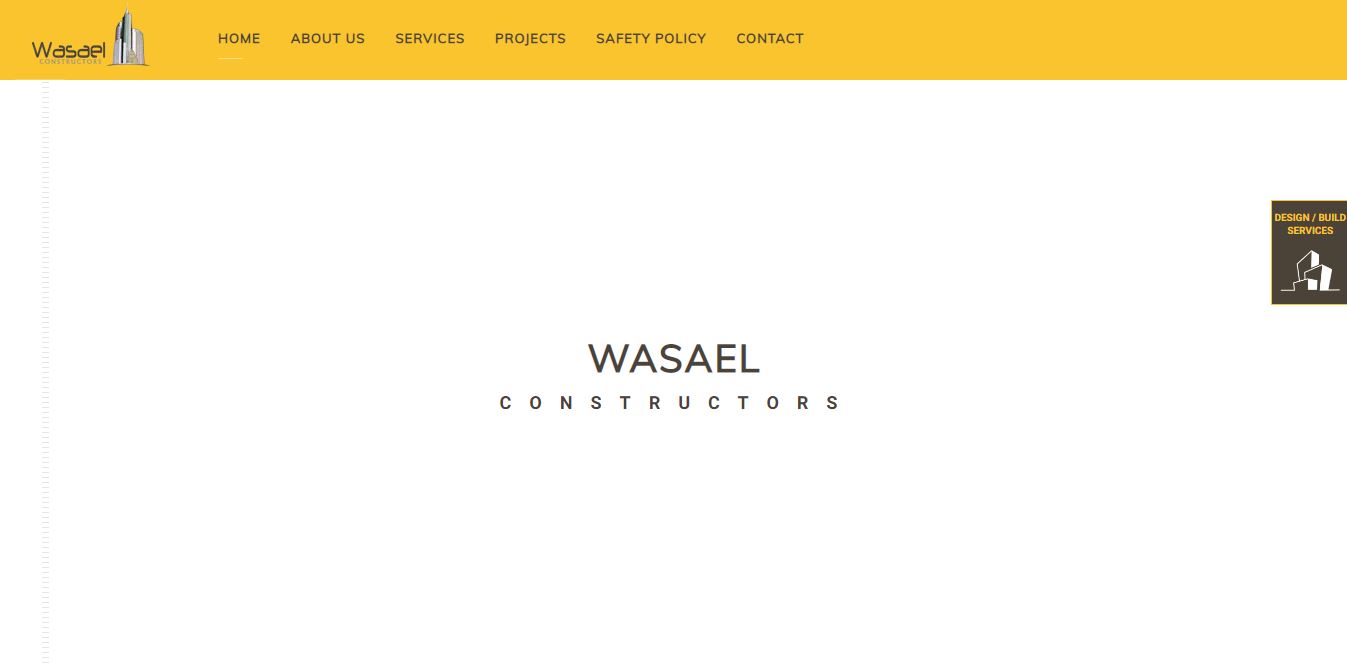 Wasael
CONSTRUCTORS
HOME ABOUT US SERVICES PROJECTS SAFETY POLICY CONTACT
DESIGN / BUILD
SERVICES
WASAEL
CONSTRUCTORS